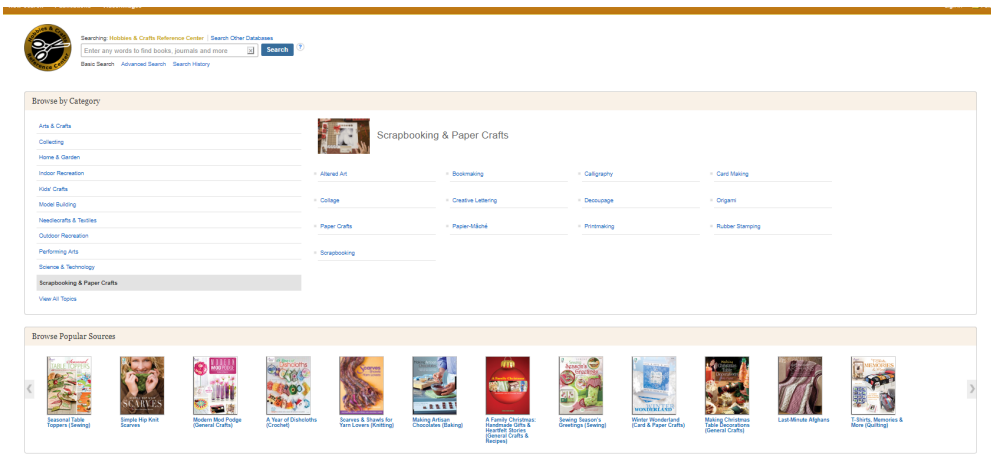 Searching: Hobbies & Crafts Reference Center | Search Other Databases
Enter any words to find books, journals and more
Search
?
Basic Search Advanced Search Search History
Browse by Category
Arts & Crafts
Collecting
Home & Garden
Indoor Recreation
Kids' Crafts
Model Building
Needlecrafts & Textiles
Outdoor Recreation
Performing Arts
Science & Technology
Scrapbooking & Paper Crafts
View All Topics
Scrapbooking & Paper Crafts
Altered Art Bookmaking Calligraphy Card Making
Collage Creative Lettering Decoupage Origami
Paper Crafts Papier-Mâché Printmaking Rubber Stamping
Scrapbooking
Browse Popular Sources
Seasonal Table
Toppers (Sewing)
Simple Hip Knit
Scarves
Modern Mod Podge
(General Crafts)
A Year of Dishcloths
(Crochet)
Scarves & Shawls for
Yarn Lovers (Knitting)
Making Artisan
Chocolates (Baking)
A Family Christmas:
Handmade Gifts &
Heartfelt Stories
(General Crafts &
Recipes)
Sewing Season's
Greetings (Sewing)
Winter Wonderland
(Card & Paper Crafts)
Making Christmas
Table Decorations
(General Crafts)
Last-Minute Afghans
T-Shirts, Memories &
More (Quilting)